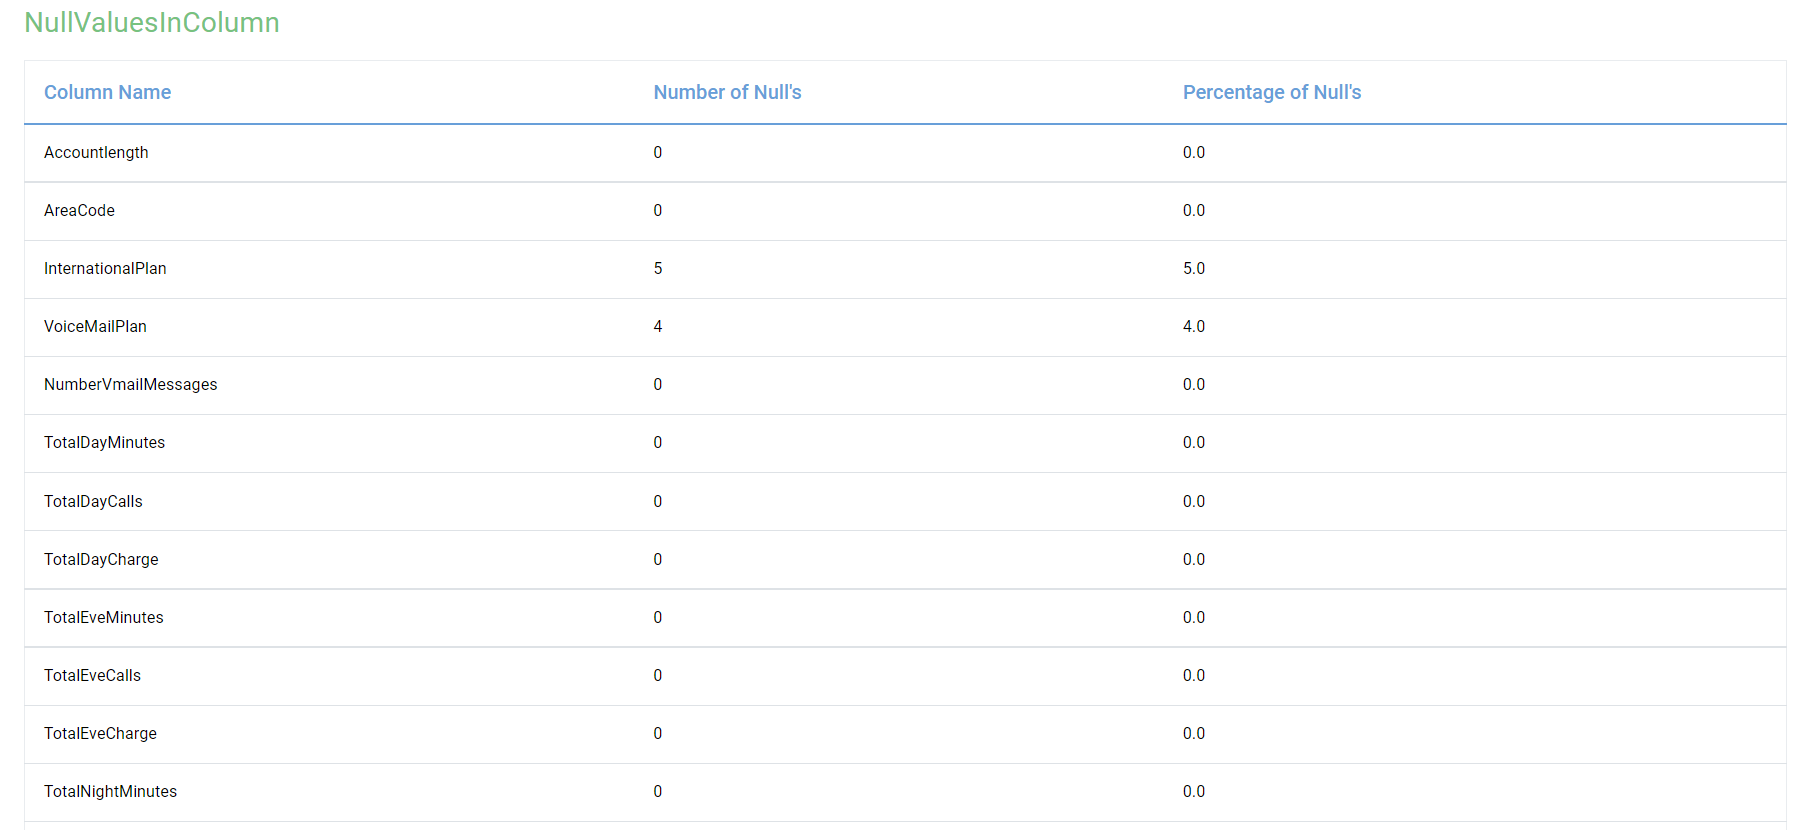 NullValuesInColumn
Column Name Number of Null's Percentage of Null's
Accountlength 0 0.0
AreaCode 0 0.0
InternationalPlan 5 5.0
VoiceMailPlan 4 4.0
NumberVmailMessages 0 0.0
TotalDayMinutes 0 0.0
TotalDayCalls 0 0.0
TotalDayCharge 0 0.0
TotalEveMinutes 0 0.0
TotalEveCalls 0 0.0
TotalEveCharge 0 0.0
TotalNightMinutes 0 0.0